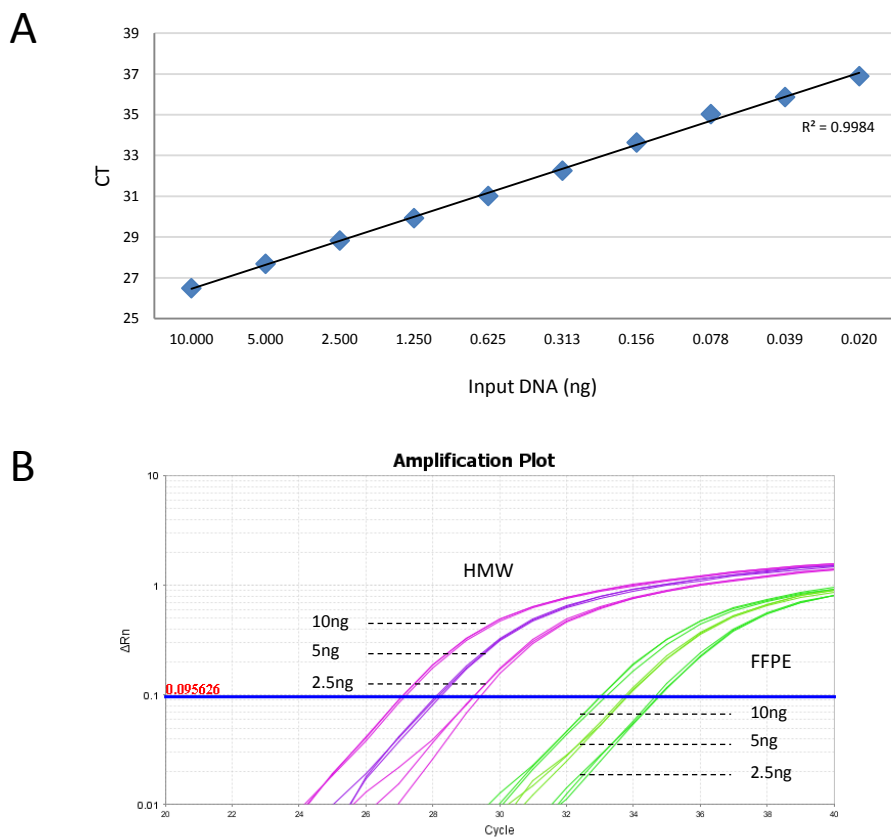 A
39
37
35
33
31
29
27
25
CT
R² = 0.9984
10.000 5.000 2.500 1.250 0.625 0.313 0.156 0.078 0.039 0.020
Input DNA (ng)
B
Amplification Plot
10
1
0.1
0.01
ΔRn
HMW
10ng
5ng
2.5ng
0.095626
FFPE
10ng
5ng
2.5ng
20 22 24 26 28 30 32 34 36 38 40
Cycle